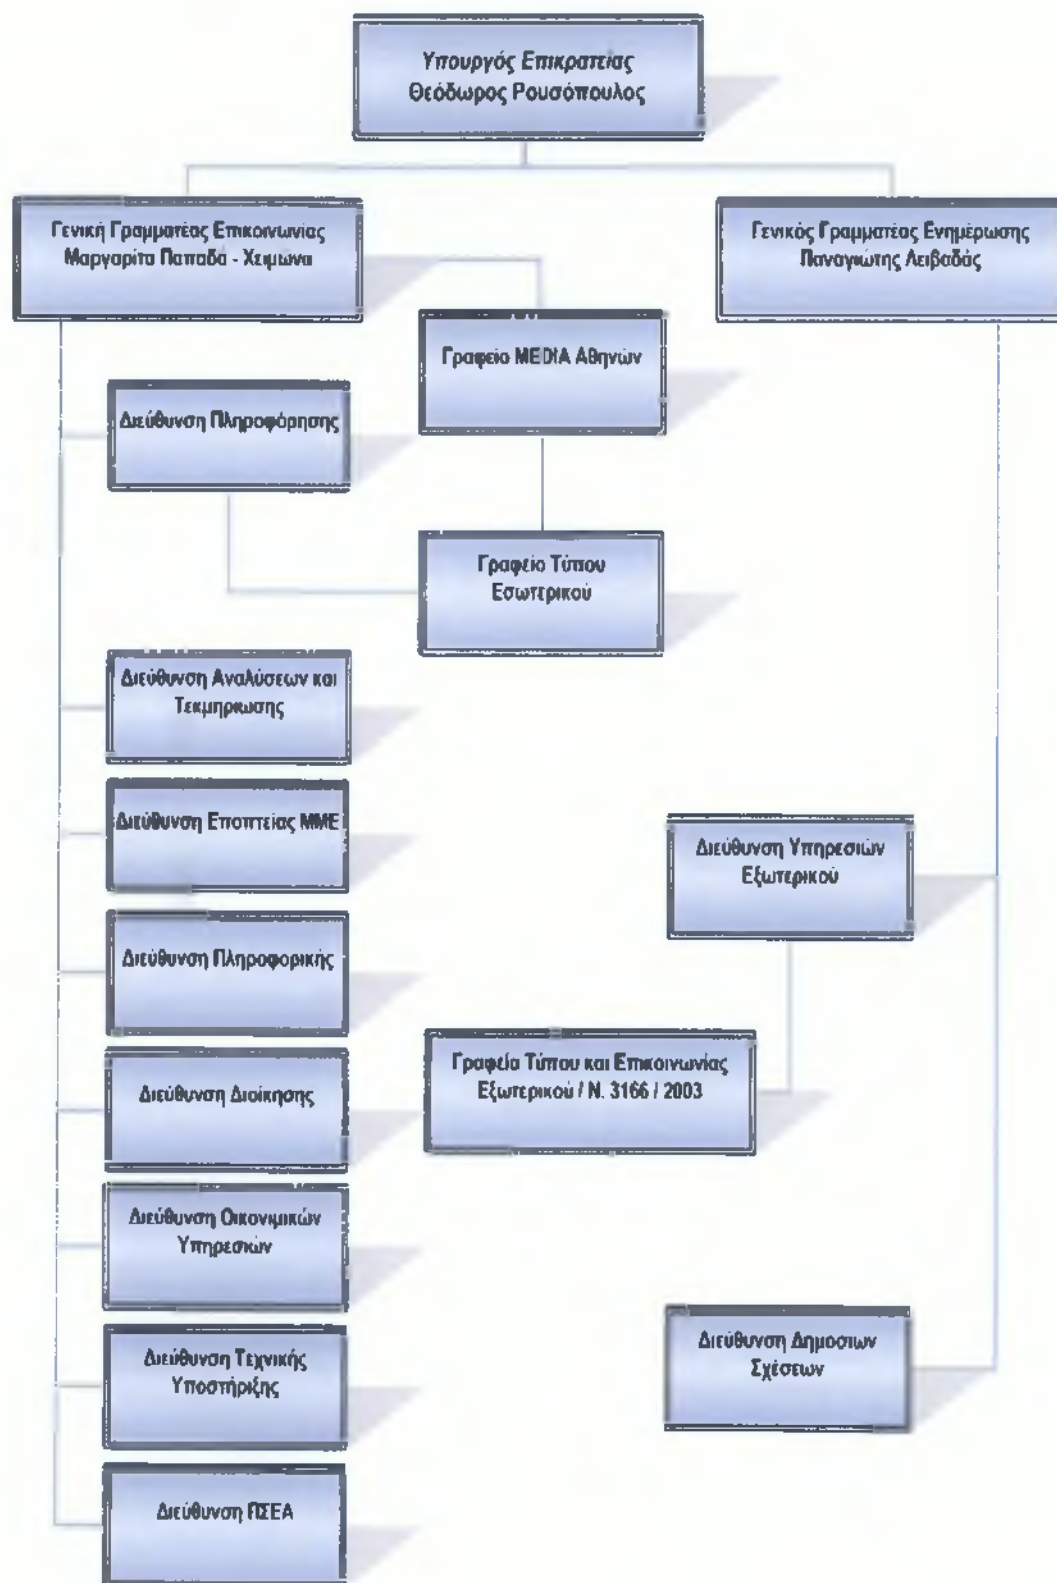 Υπουργός Επικρατείας
Θεόδωρος Ρουσόπουλος
Γενική Γραμματέας Επικοινωνίας
Μαργαρίτα Παπαδά - Χειμώνα
Γενικός Γραμματέας Ενημέρωσης
Παναγιώτης Λειβαδάς
Γραφείο MEDIA Αθηνών
Διεύθυνση Πληροφόρησης
Γραφείο Τύπου
Εσωτερικού
Διεύθυνση Αναλύσεων και
Τεκμηρίωσης
Διεύθυνση Εποπτείας ΜΜΕ
Διεύθυνση Υπηρεσιών
Εξωτερικού
Διεύθυνση Πληροφορικής
Γραφεία Τύπου και Επικοινωνίας
Εξωτερικού / Ν. 3166 / 2003
Διεύθυνση Διοίκησης
Διεύθυνση Οικονιμικών
Υπηρεσιών
Διεύθυνση Τεχνικής
Υποστήριξης
Διεύθυνση Δημοσιων
Σχέσεων
Διεύθυνση ΠΣΕΑ